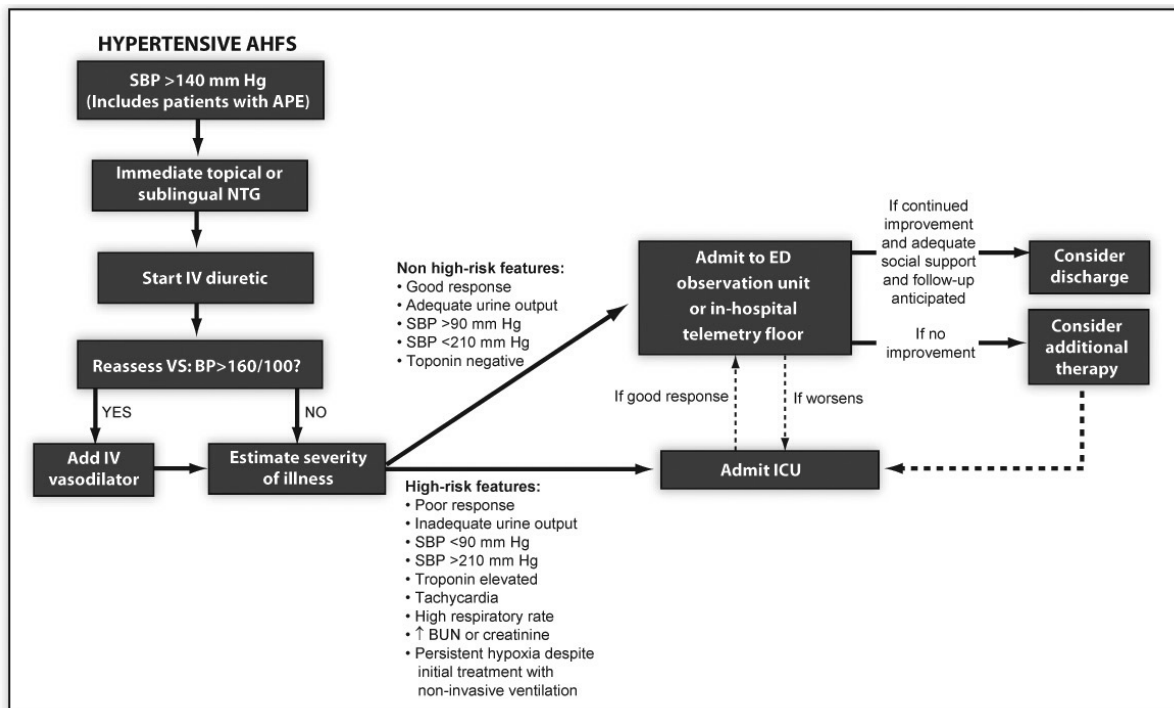 HYPERTENSIVE AHFS
SBP >140 mm Hg
(Includes patients with APE)
Immediate topical or
sublingual NTG
Start IV diuretic
Reassess VS: BP>160/100?
YES
NO
Add IV
vasodilator
Estimate severity
of illness
Non high-risk features:
• Good response
• Adequate urine output
• SBP >90 mm Hg
• SBP <210 mm Hg
• Toponin negative
High-risk features:
• Poor response
• Inadequate urine output
• SBP <90 mm Hg
• SBP >210 mm Hg
• Troponin elevated
• Tachycardia
• High respiratory rate
• ↑ BUN or creatinine
• Persistent hypoxia despite
initial treatment with
non-invasive ventilation
Admit to ED
observation unit
or in-hospital
telemetry floor
If good response
If worsens
Admit ICU
If continued
improvement
and adequate
social support
and follow-up
anticipated
Consider
discharge
If no
improvement
Consider
additional
therapy